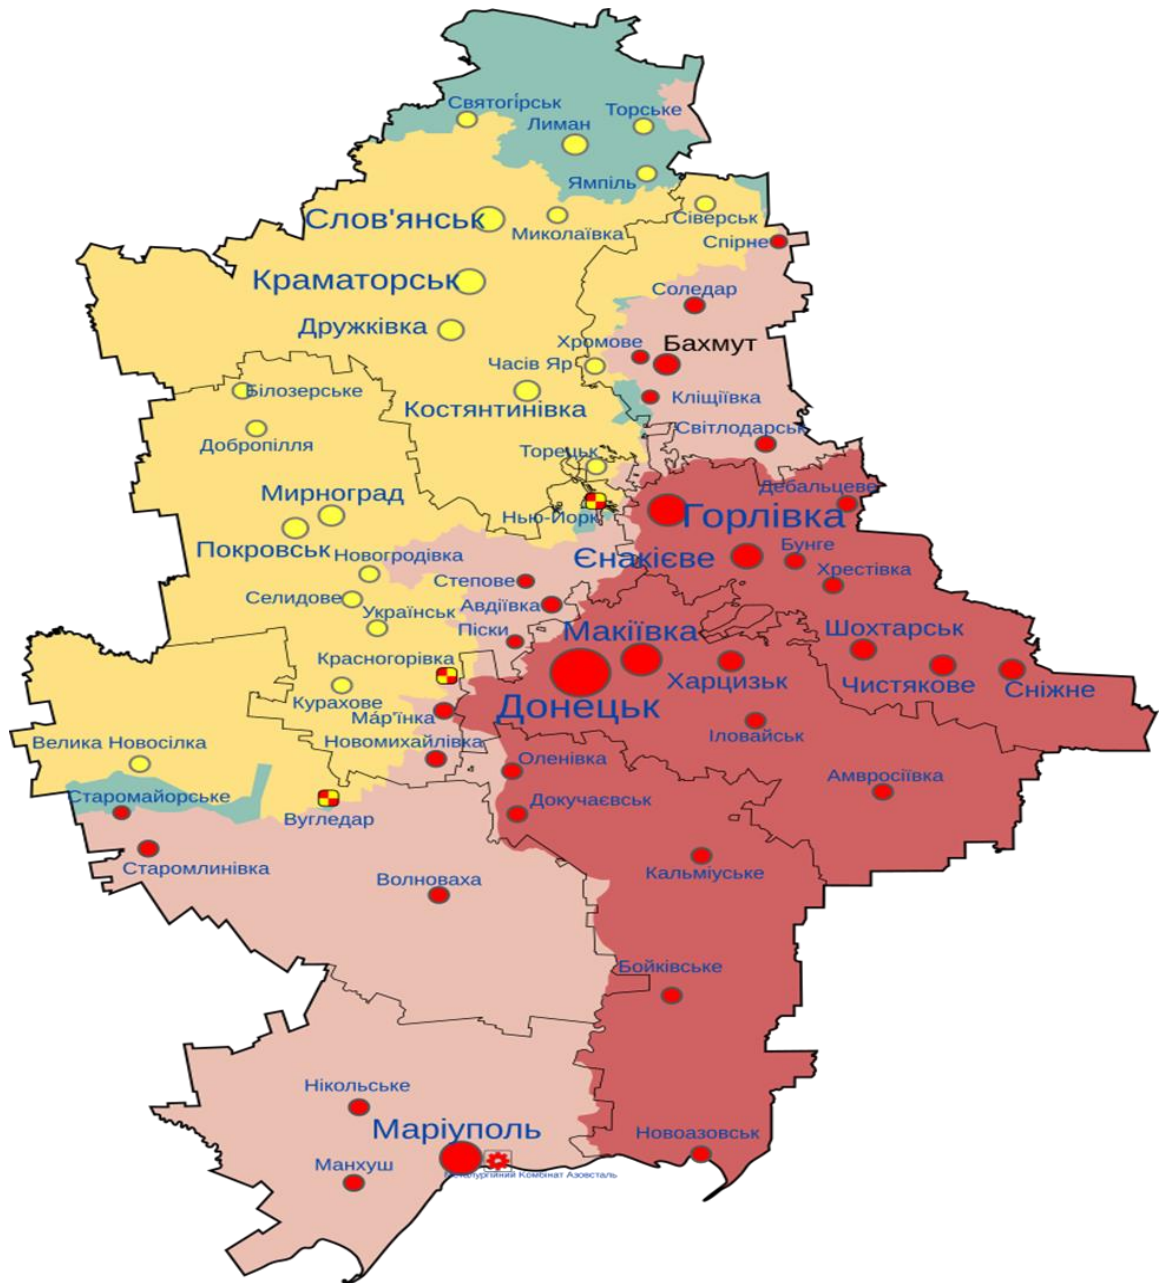 Святогірськ
Торське
Лиман
Ямпіль
Слов'янськ
Миколаївка
Сіверськ
Спірне
Краматорськ
Соледар
Дружківка
Хромове
Бахмут
Часів Яр
Білозерське
Кліщіївка
Костянтинівка
Світлодарськ
Добропілля
Торецьк
Мирноград
Дебальцеве
Нью-Йорк
Горлівка
Покровськ
Новогродівка
Єнакієве
Бунге
Хрестівка
Степове
Селидове
Українськ
Авдіївка
Піски
Макіївка
Шохтарськ
Красногорівка
Харцизьк
Чистякове
Сніжне
Курахове
Мар'їнка
Донецьк
Іловайськ
Велика Новосілка
Новомихайлівка
Оленівка
Амвросіївка
Старомайорське
Докучаєвськ
Вугледар
Старомлинівка
Волноваха
Кальміуське
Бойківське
Нікольське
Маріуполь
Новоазовськ
Манхуш
Металургійний Комбінат Азовсталь